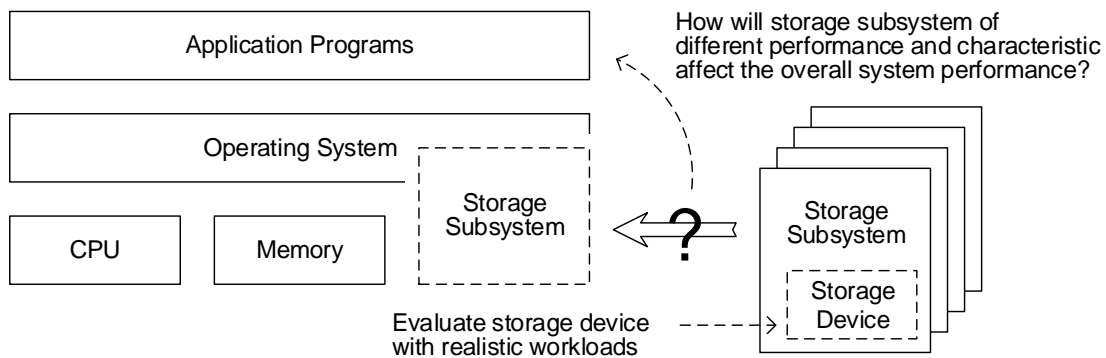 Application Programs
How will storage subsystem of
different performance and characteristic
affect the overall system performance?
Operating System
Storage
Subsystem
?
Storage
Subsystem
CPU
Memory
Storage
Device
Evaluate storage device
with realistic workloads